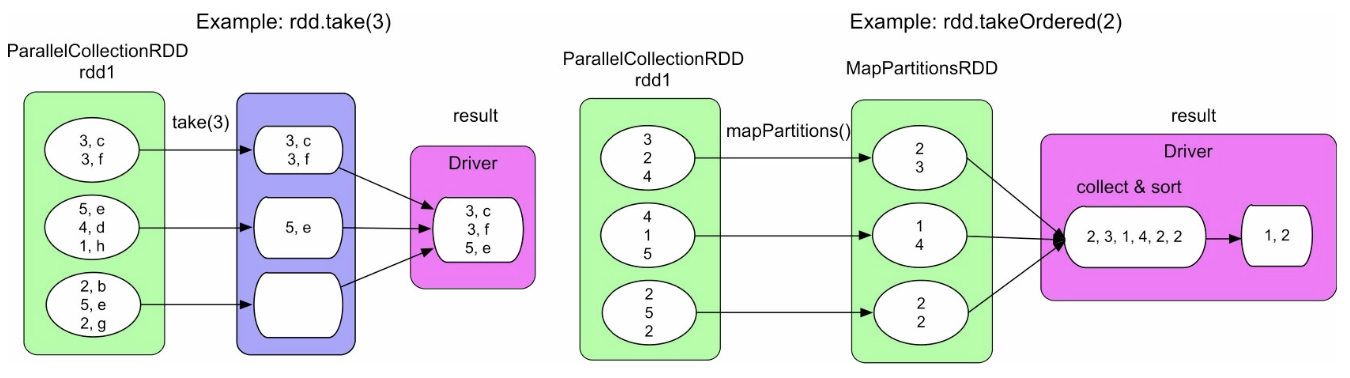 Example: rdd.take(3)
ParallelCollectionRDD
rdd1
take(3)
3, c
3, f
5, e
4, d
1, h
2, b
5, e
2, g
3, c
3, f
5, e
result
Driver
3, c
3, f
5, e
Example: rdd.takeOrdered(2)
ParallelCollectionRDD
rdd1
mapPartitions()
MapPartitionsRDD
3
2
4
4
1
5
2
5
2
2
3
1
4
2
2
result
Driver
collect & sort
2, 3, 1, 4, 2, 2
1, 2